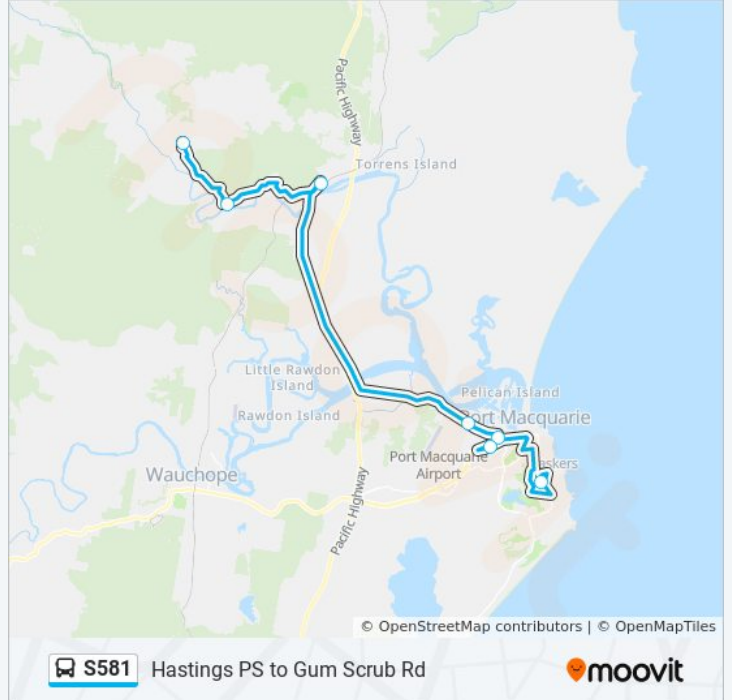 Pacific Highway
Torrens Island
Little Rawdon
Island
Pelican Island
Rawdon Island
Port Macquarie
Port Macquarie
Airport
Wauchope
Pacific Highway
© OpenStreetMap contributors | © OpenMapTiles
S581
Hastings PS to Gum Scrub Rd
moovit